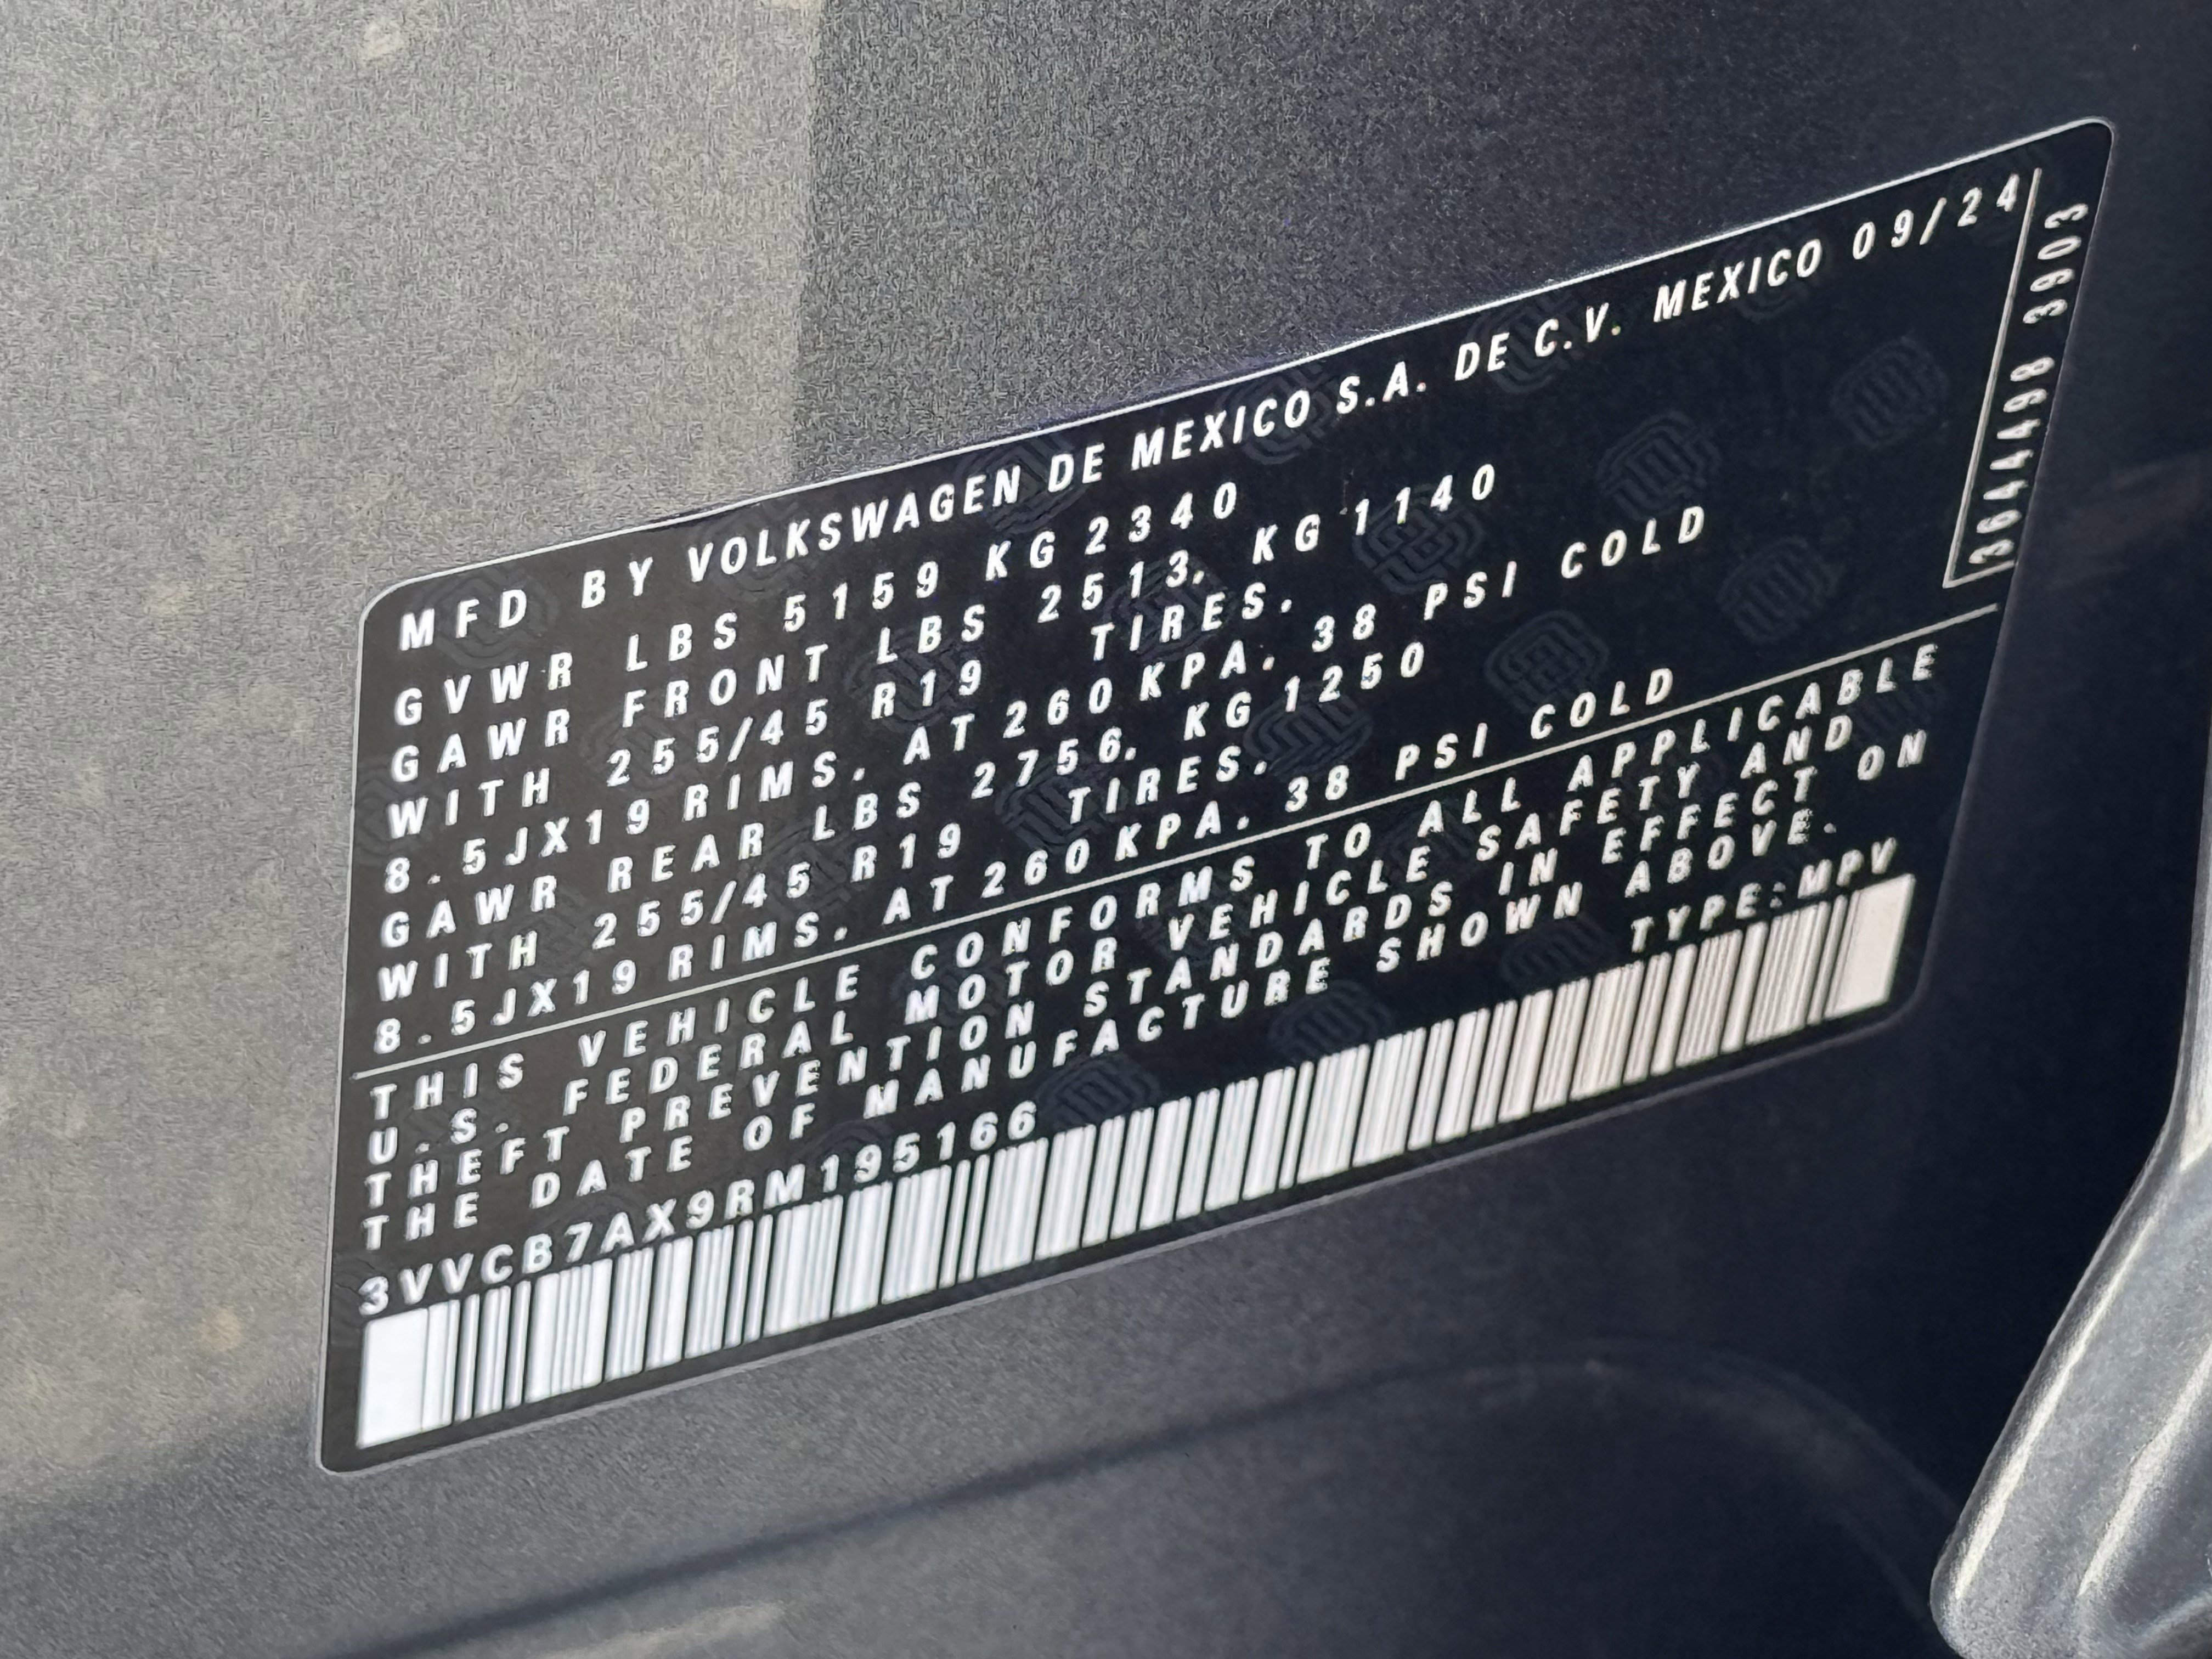 MFD BY VOLKSWAGEN DE MEXICO S.A. DE C.V. MEXICO 09/24
GVWR LBS 5159 KG 2340
GAWR FRONT LBS 2513. KG 1140
WITH 255/45 R19 TIRES.
8.5JX19 RIMS. AT 260 KPA. 38 PSI COLD
GAWR REAR LBS 2756. KG 1250
WITH 255/45 R19 TIRES.
8.5JX19 RIMS. AT 260 KPA. 38 PSI COLD
THIS VEHICLE CONFORMS TO ALL APPLICABLE
U.S. FEDERAL MOTOR VEHICLE SAFETY AND
THEFT PREVENTION STANDARDS IN EFFECT ON
THE DATE OF MANUFACTURE SHOWN ABOVE.
3VVCB7AX9RM195166 TYPE:MPV
3644498 3903